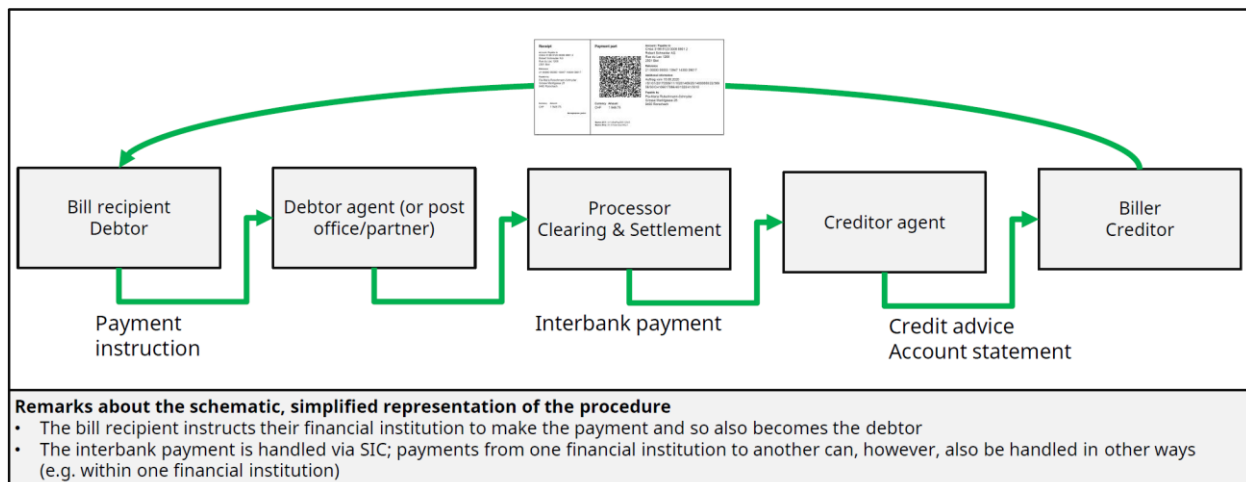 Receipt
Payment part
Bill recipient
Debtor
Debtor agent (or post
office/partner)
Processor
Clearing & Settlement
Creditor agent
Biller
Creditor
Payment
instruction
Interbank payment
Credit advice
Account statement
Remarks about the schematic, simplified representation of the procedure
• The bill recipient instructs their financial institution to make the payment and so also becomes the debtor
• The interbank payment is handled via SIC; payments from one financial institution to another can, however, also be handled in other ways
(e.g. within one financial institution)